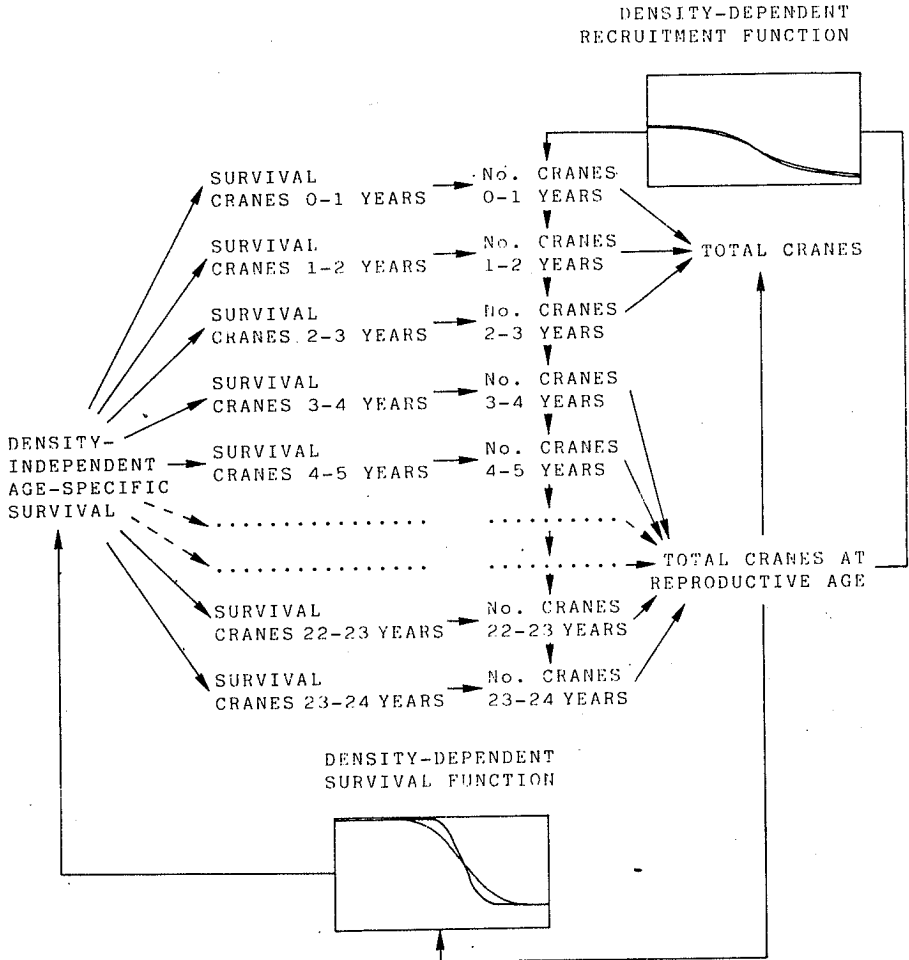 DENSITY-DEPENDENT
RECRUITMENT FUNCTION
SURVIVAL
CRANES 0-1 YEARS
No. CRANES
0-1 YEARS
SURVIVAL
CRANES 1-2 YEARS
No. CRANES
1-2 YEARS
TOTAL CRANES
SURVIVAL
CRANES 2-3 YEARS
No. CRANES
2-3 YEARS
SURVIVAL
CRANES 3-4 YEARS
No. CRANES
3-4 YEARS
DENSITY-
INDEPENDENT
AGE-SPECIFIC
SURVIVAL
SURVIVAL
CRANES 4-5 YEARS
No. CRANES
4-5 YEARS
TOTAL CRANES AT
REPRODUCTIVE AGE
SURVIVAL
CRANES 22-23 YEARS
No. CRANES
22-23 YEARS
SURVIVAL
CRANES 23-24 YEARS
No. CRANES
23-24 YEARS
DENSITY-DEPENDENT
SURVIVAL FUNCTION